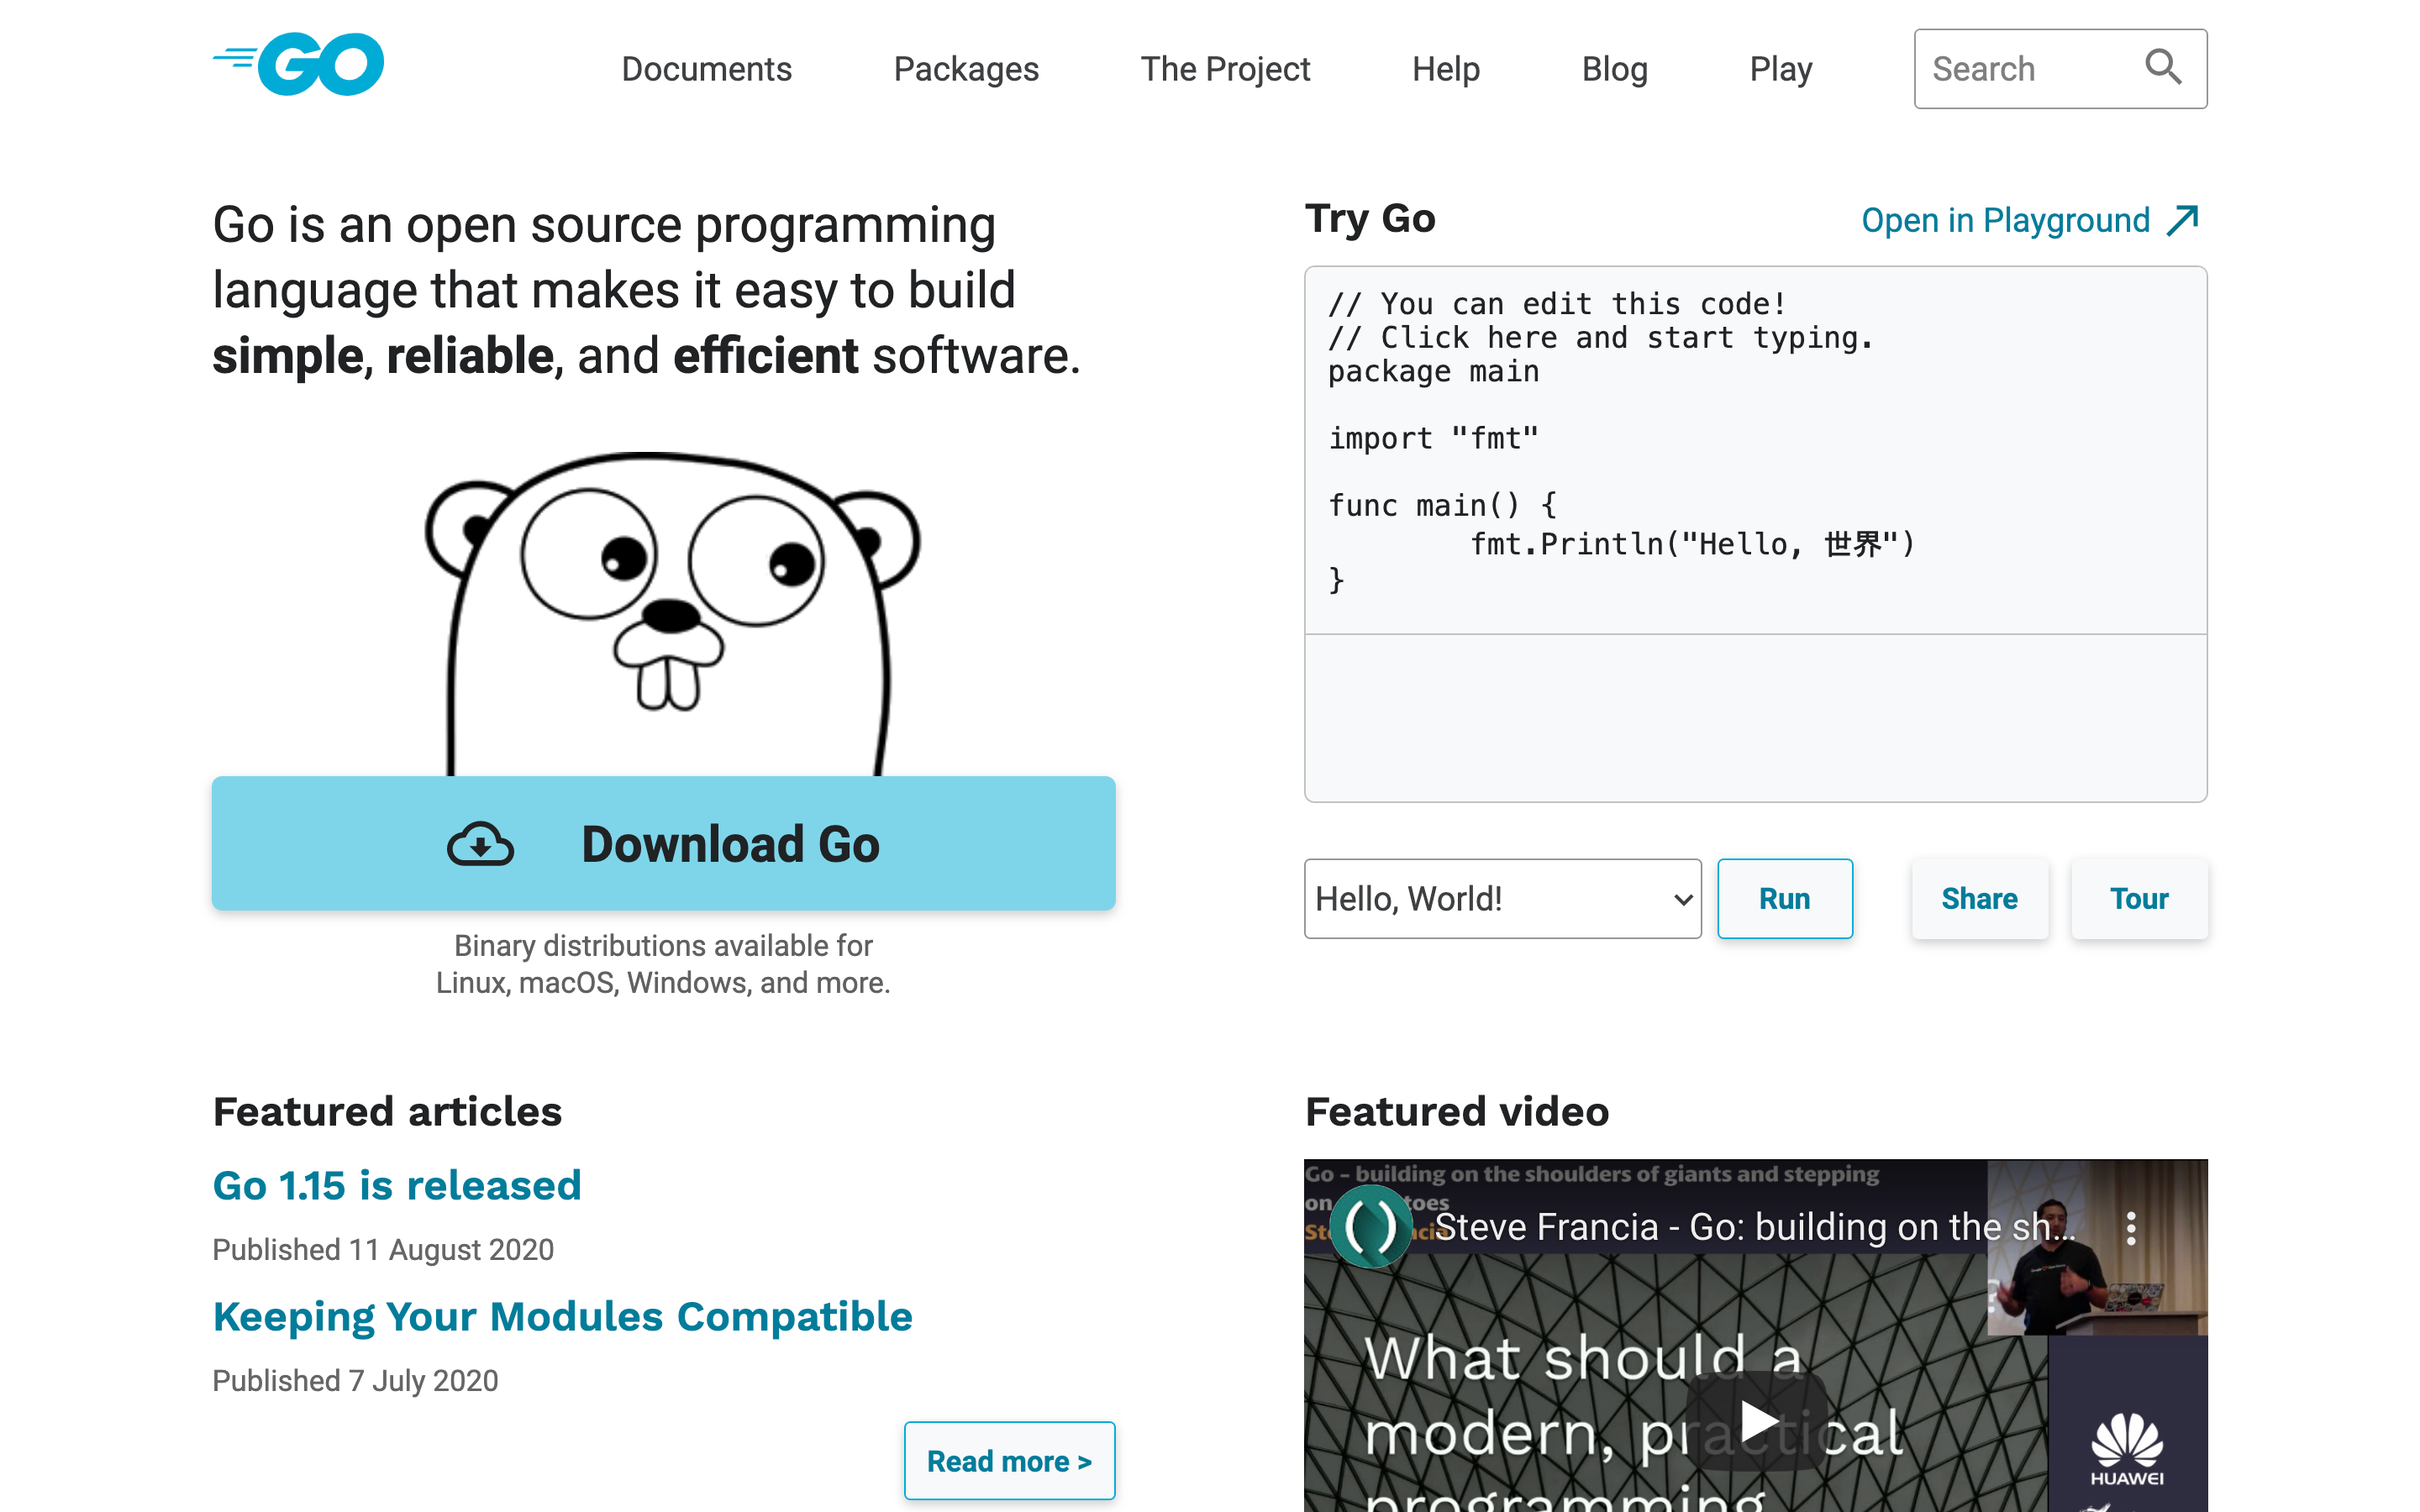 GO
Documents
Packages
The Project
Help
Blog
Play
Search
Go is an open source programming
language that makes it easy to build
simple, reliable, and efficient software.
Download Go
Binary distributions available for
Linux, macOS, Windows, and more.
Try Go
Open in Playground
// You can edit this code!
// Click here and start typing.
package main
import "fmt"
func main() {
fmt.Println("Hello, 世界")
}
Hello, World!
Run
Share
Tour
Featured articles
Go 1.15 is released
Published 11 August 2020
Keeping Your Modules Compatible
Published 7 July 2020
Read more >
Featured video
Go - building on the shoulders of giants and stepping
on toes
Steve Francia - Go: building on the sh...
What should a
modern, practical
programming
HUAWEI